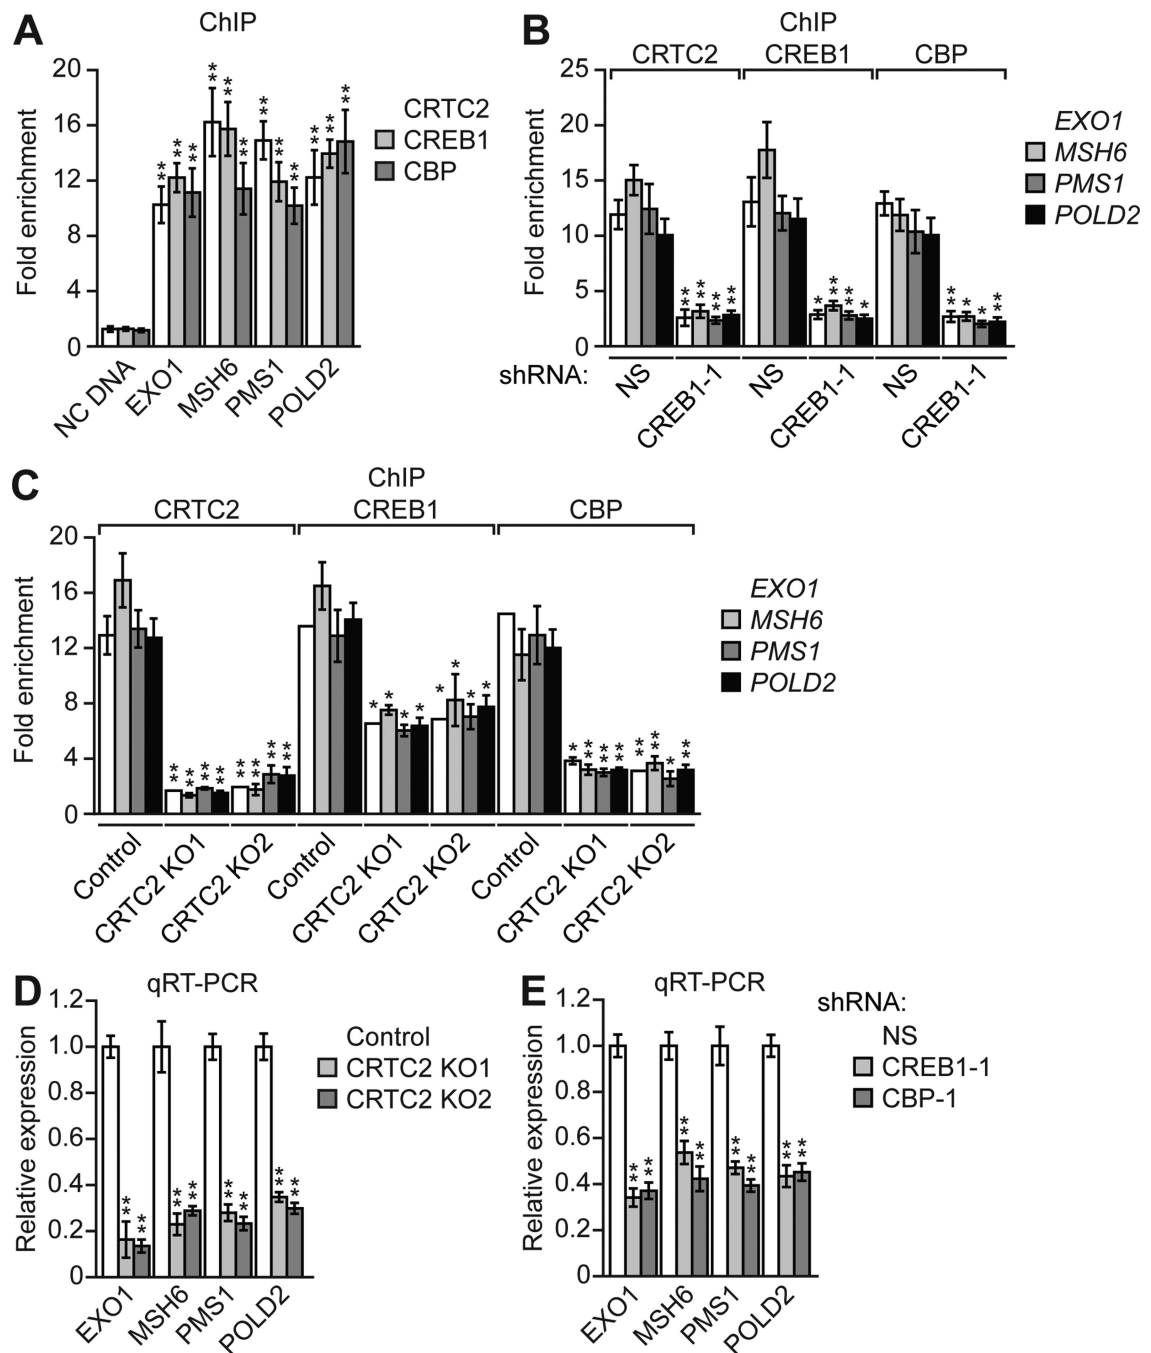 A
ChIP
Fold enrichment
20
16
12
8
4
0
** ** ** ** ** ** ** ** ** ** ** **
CRTC2
CREB1
CBP
NC DNA
EXO1
MSH6
PMS1
POLD2
B
ChIP
CRTC2 CREB1 CBP
Fold enrichment
25
20
15
10
5
0
** ** ** ** * ** ** * ** * * **
EXO1
MSH6
PMS1
POLD2
shRNA:
NS
CREB1-1
NS
CREB1-1
NS
CREB1-1
C
ChIP
CRTC2 CREB1 CBP
Fold enrichment
20
16
12
8
4
0
** ** ** ** ** ** ** ** * * * * * * * * * ** ** ** ** ** * **
EXO1
MSH6
PMS1
POLD2
Control
CRTC2 KO1
CRTC2 KO2
Control
CRTC2 KO1
CRTC2 KO2
Control
CRTC2 KO1
CRTC2 KO2
D
qRT-PCR
Relative expression
1.2
1.0
0.8
0.6
0.4
0.2
0
** ** ** ** ** ** ** **
Control
CRTC2 KO1
CRTC2 KO2
EXO1
MSH6
PMS1
POLD2
E
qRT-PCR
Relative expression
1.2
1.0
0.8
0.6
0.4
0.2
0
** ** ** ** ** ** ** **
shRNA:
NS
CREB1-1
CBP-1
EXO1
MSH6
PMS1
POLD2